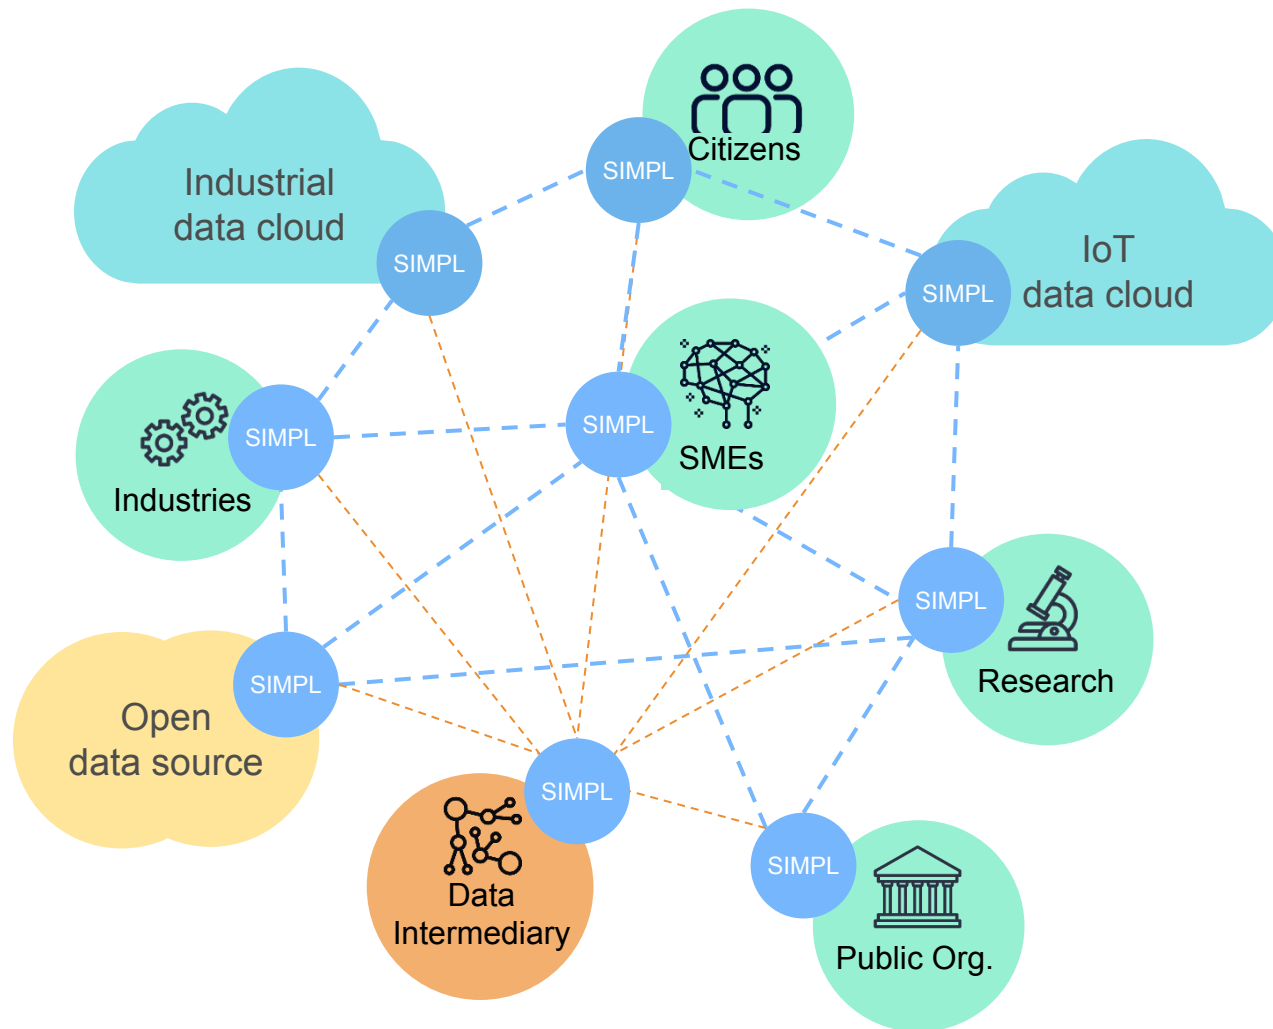 Citizens
SIMPL
Industrial
data cloud
SIMPL
IoT
data cloud
SIMPL
SIMPL
Industries
SIMPL
SMEs
SIMPL
Research
SIMPL
Open
data source
SIMPL
Data
Intermediary
SIMPL
Public Org.